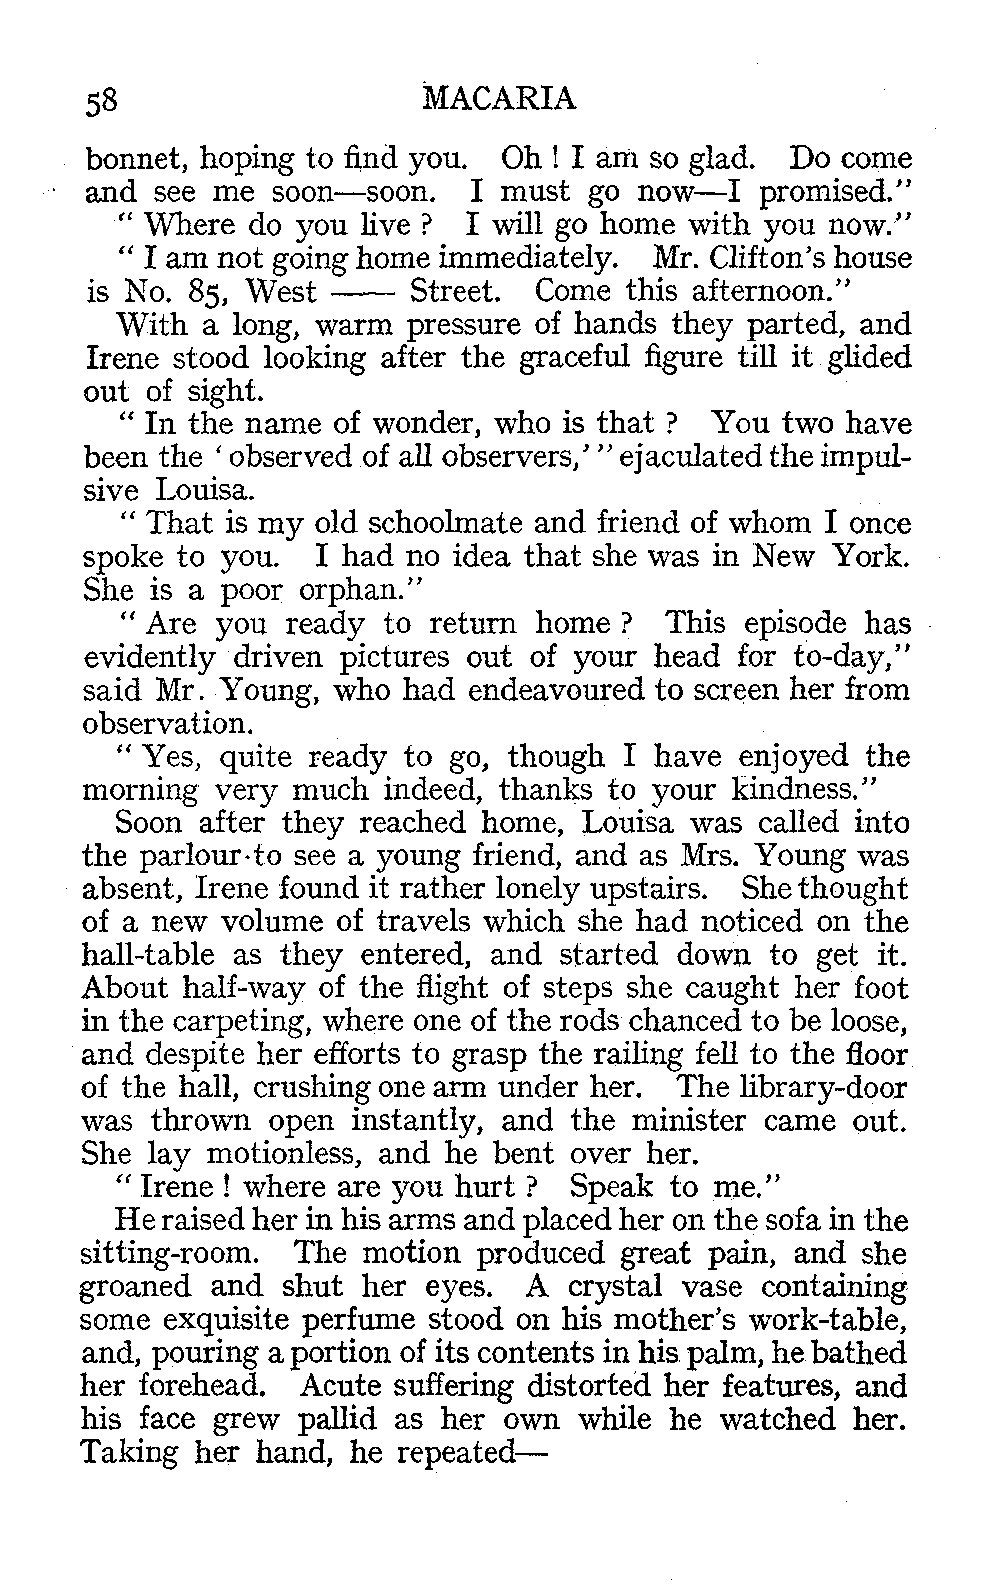 58 MACARIA
bonnet, hoping to find you. Oh ! I am so glad. Do come
and see me soon—soon. I must go now—I promised."
" Where do you live ? I will go home with you now."
" I am not going home immediately. Mr. Clifton's house
is No. 85, West —— Street. Come this afternoon."
With a long, warm pressure of hands they parted, and
Irene stood looking after the graceful figure till it glided
out of sight.
" In the name of wonder, who is that ? You two have
been the ' observed of all observers,' " ejaculated the impul-
sive Louisa.
" That is my old schoolmate and friend of whom I once
spoke to you. I had no idea that she was in New York.
She is a poor orphan."
" Are you ready to return home ? This episode has
evidently driven pictures out of your head for to-day,"
said Mr. Young, who had endeavoured to screen her from
observation.
" Yes, quite ready to go, though I have enjoyed the
morning very much indeed, thanks to your kindness."
Soon after they reached home, Louisa was called into
the parlour to see a young friend, and as Mrs. Young was
absent, Irene found it rather lonely upstairs. She thought
of a new volume of travels which she had noticed on the
hall-table as they entered, and started down to get it.
About half-way of the flight of steps she caught her foot
in the carpeting, where one of the rods chanced to be loose,
and despite her efforts to grasp the railing fell to the floor
of the hall, crushing one arm under her. The library-door
was thrown open instantly, and the minister came out.
She lay motionless, and he bent over her.
" Irene ! where are you hurt ? Speak to me."
He raised her in his arms and placed her on the sofa in the
sitting-room. The motion produced great pain, and she
groaned and shut her eyes. A crystal vase containing
some exquisite perfume stood on his mother's work-table,
and, pouring a portion of its contents in his palm, he bathed
her forehead. Acute suffering distorted her features, and
his face grew pallid as her own while he watched her.
Taking her hand, he repeated—